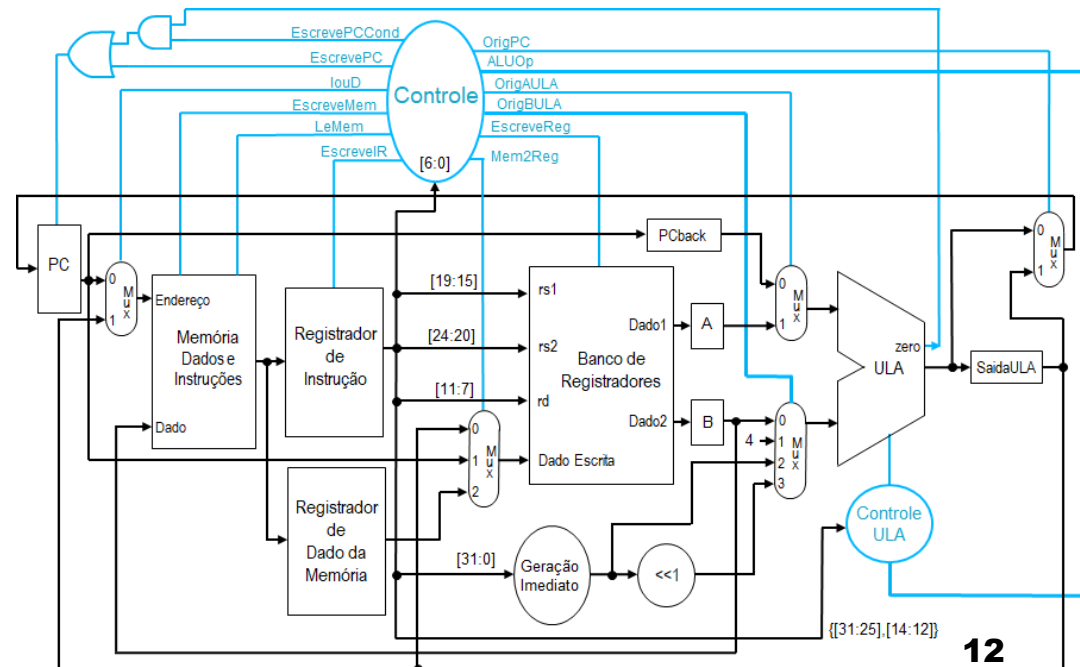 EscrevePCCond
OrigPC
EscrevePC
ALUOp
IouD
OrigAULA
Controle
EscreveMem
OrigBULA
LeMem
EscreveReg
EscreveIR
Mem2Reg
[6:0]
PC
0
Mux
1
Endereço
Memória
Dados e
Instruções
Dado
Registrador
de
Instrução
[19:15]
[24:20]
[11:7]
rs1
rs2
rd
Dado Escrita
Banco de
Registradores
Dado1
Dado2
PCback
A
B
0
Mux
1
0
4
1
Mux
2
3
zero
ULA
SaidaULA
0
Mux
1
0
1
Mux
2
Registrador
de
Dado da
Memória
[31:0]
Geração
Imediato
<<1
Controle
ULA
{[31:25],[14:12]}
12